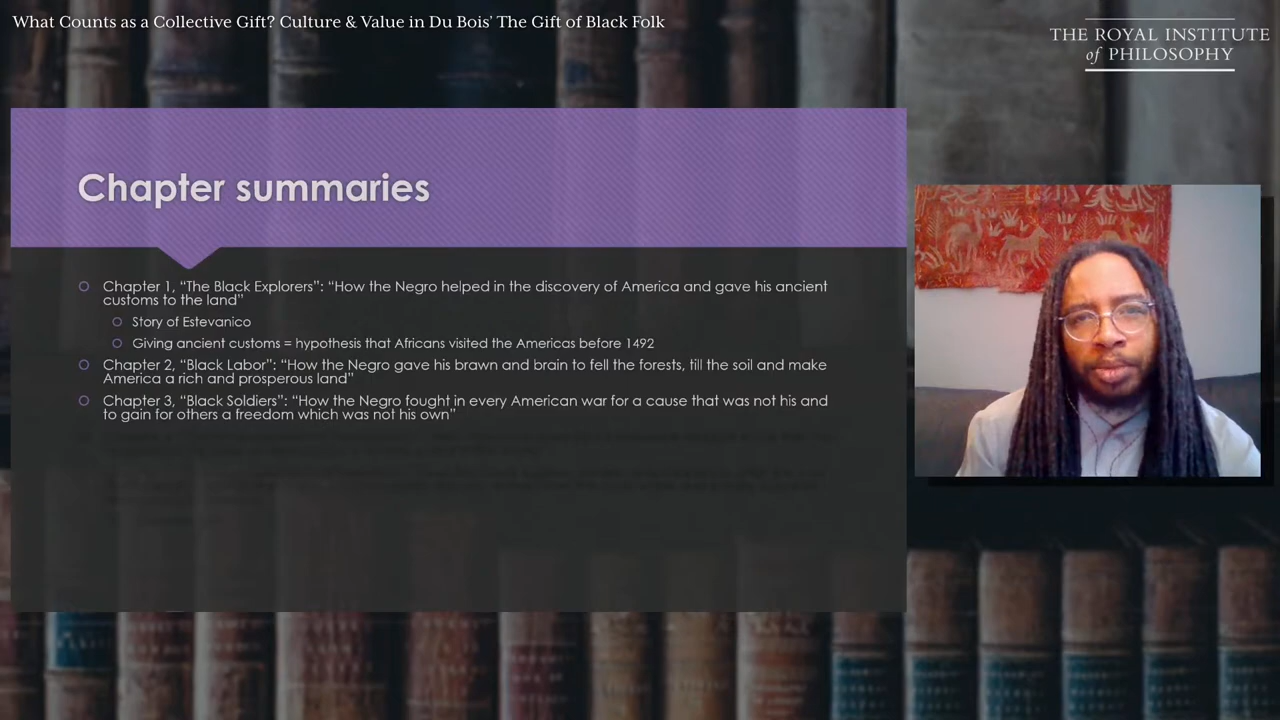 What Counts as a Collective Gift? Culture & Value in Du Bois’ The Gift of Black Folk
THE ROYAL INSTITUTE
of PHILOSOPHY
Chapter summaries
Chapter 1, “The Black Explorers”: “How the Negro helped in the discovery of America and gave his ancient
customs to the land”
Story of Estevanico
Giving ancient customs = hypothesis that Africans visited the Americas before 1492
Chapter 2, “Black Labor”: “How the Negro gave his brawn and brain to fell the forests, till the soil and make
America a rich and prosperous land”
Chapter 3, “Black Soldiers”: “How the Negro fought in every American war for a cause that was not his and
to gain for others a freedom which was not his own”